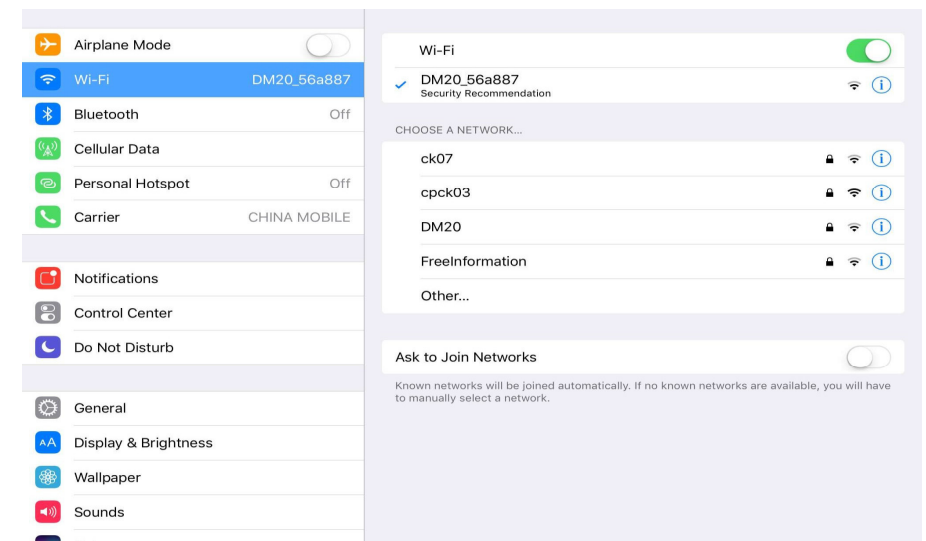 Airplane Mode
Wi-Fi DM20_56a887
Bluetooth Off
Cellular Data
Personal Hotspot Off
Carrier CHINA MOBILE
Notifications
Control Center
Do Not Disturb
General
AA Display & Brightness
Wallpaper
Sounds
Wi-Fi
DM20_56a887
Security Recommendation
CHOOSE A NETWORK...
ck07
cpck03
DM20
FreeInformation
Other...
Ask to Join Networks
Known networks will be joined automatically. If no known networks are available, you will have
to manually select a network.